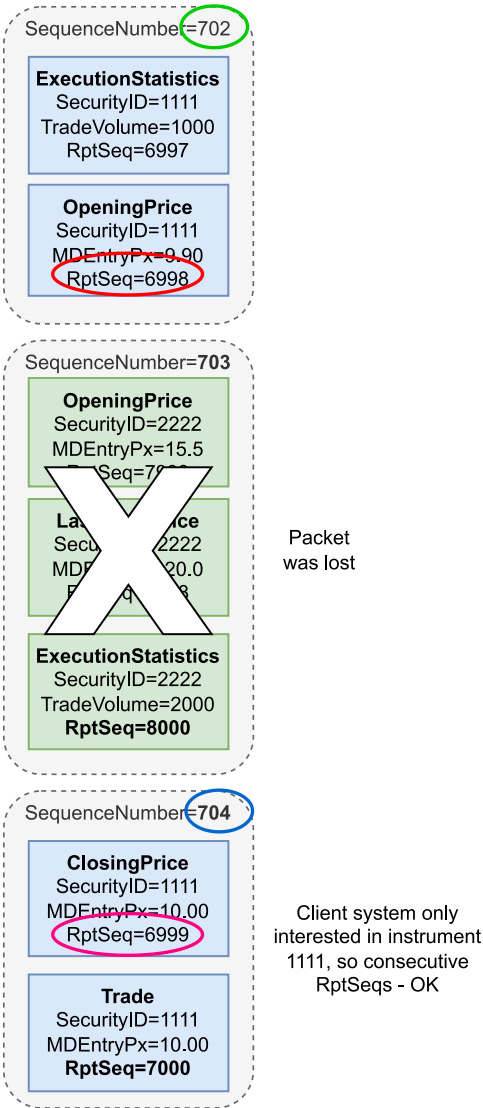 SequenceNumber=702
ExecutionStatistics
SecurityID=1111
TradeVolume=1000
RptSeq=6997
OpeningPrice
SecurityID=1111
MDEntryPx=9.90
RptSeq=6998
SequenceNumber=703
OpeningPrice
SecurityID=2222
MDEntryPx=15.5
2222
20.0
ExecutionStatistics
SecurityID=2222
TradeVolume=2000
RptSeq=8000
Packet
was lost
SequenceNumber=704
ClosingPrice
SecurityID=1111
MDEntryPx=10.00
RptSeq=6999
Trade
SecurityID=1111
MDEntryPx=10.00
RptSeq=7000
Client system only
interested in instrument
1111, so consecutive
RptSeqs - OK